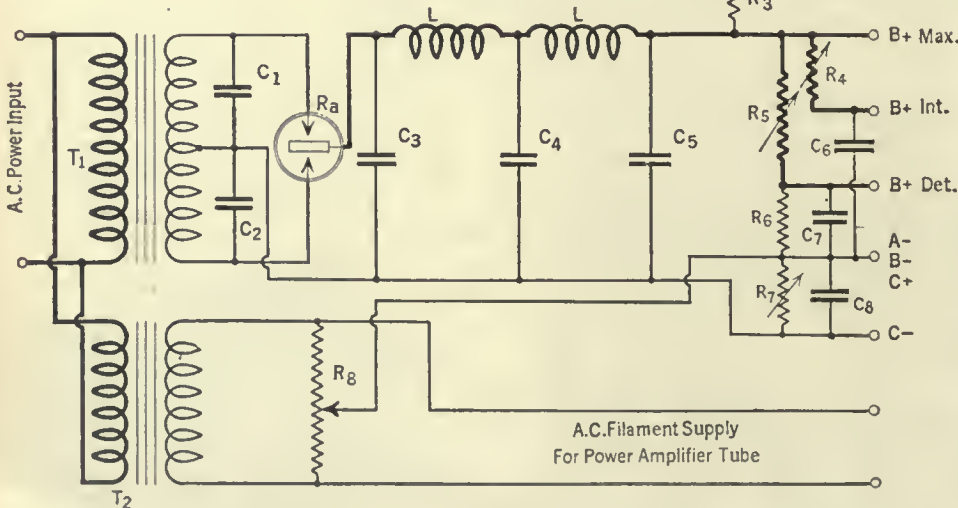 R3
L
L
B+ Max.
R4
C1
Ra
R5
B+ Int.
A.C.Power Input
T1
C3
C4
C5
C6
B+ Det.
C2
R6
C7
A-
B-
C+
R7
C8
C-
R8
A.C.Filament Supply
For Power Amplifier Tube
T2